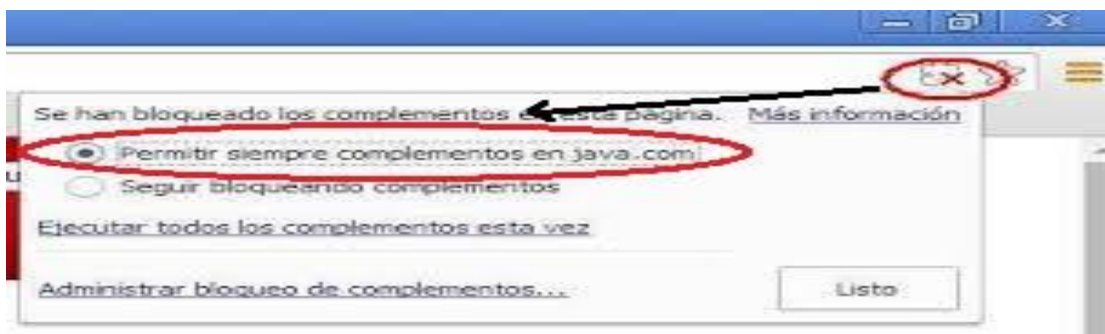 Se han bloqueado los complementos en esta página. Más información
Permitir siempre complementos en java.com
Seguir bloqueando complementos
Ejecutar todos los complementos esta vez
Administrar bloqueo de complementos...
Listo